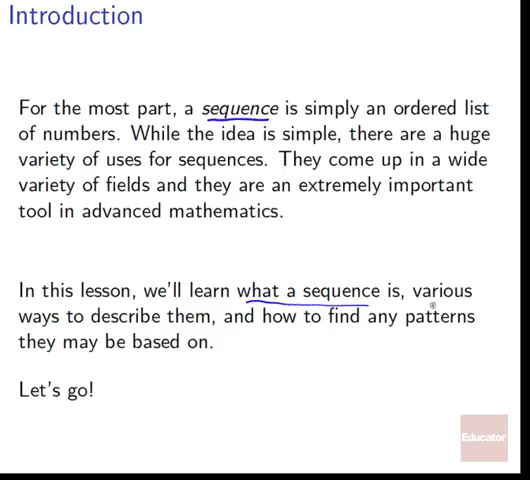 Introduction
For the most part, a sequence is simply an ordered list
of numbers. While the idea is simple, there are a huge
variety of uses for sequences. They come up in a wide
variety of fields and they are an extremely important
tool in advanced mathematics.
In this lesson, we'll learn what a sequence is, various
ways to describe them, and how to find any patterns
they may be based on.
Let's go!
Educator